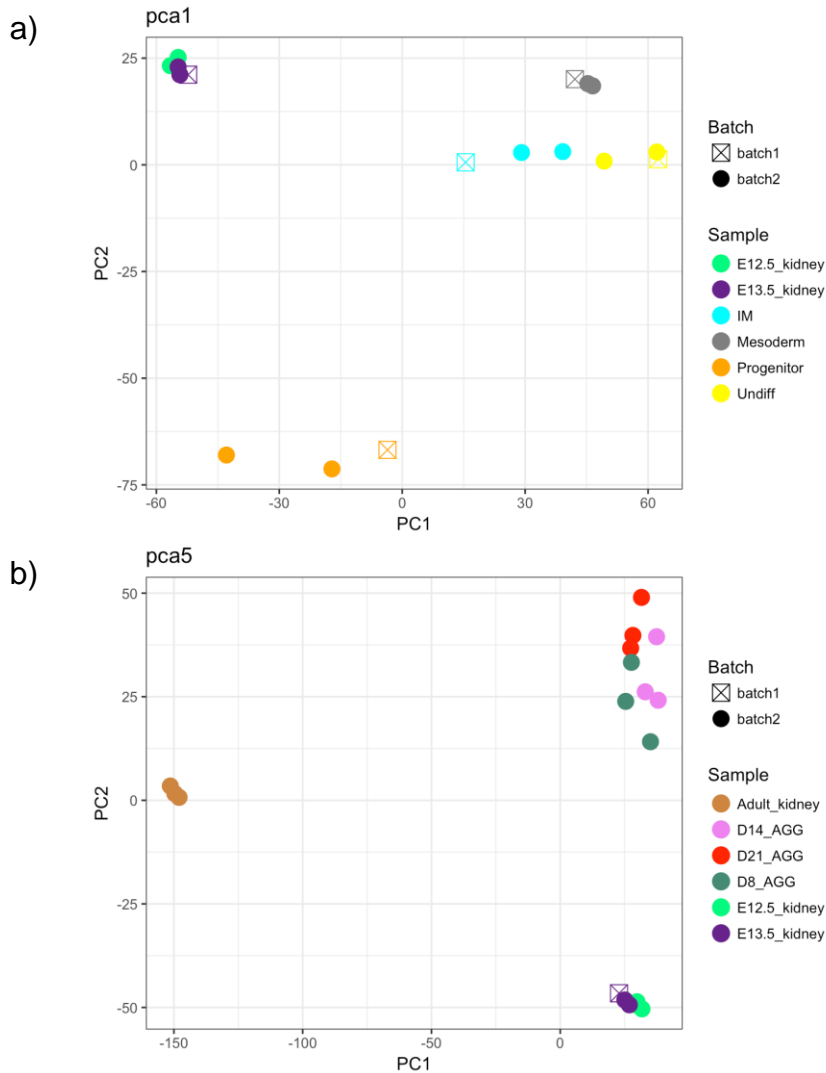 a)
pca1
25
0
-25
-50
-75
PC2
-60
-30
0
30
60
PC1
Batch
batch1
batch2
Sample
E12.5_kidney
E13.5_kidney
IM
Mesoderm
Progenitor
Undiff
b)
pca5
50
25
0
-25
-50
PC2
-150
-100
-50
0
PC1
Batch
batch1
batch2
Sample
Adult_kidney
D14_AGG
D21_AGG
D8_AGG
E12.5_kidney
E13.5_kidney